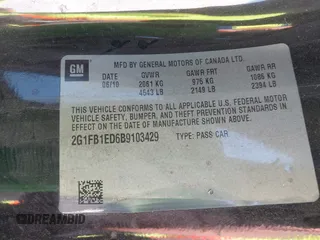 GM
MFD BY GENERAL MOTORS OF CANADA LTD.
DATE GVWR GAWR FRT GAWR RR
08/10 2061 KG 975 KG 1086 KG
4543 LB 2149 LB 2394 LB
THIS VEHICLE CONFORMS TO ALL APPLICABLE U.S. FEDERAL MOTOR
VEHICLE SAFETY, BUMPER, AND THEFT PREVENTION STANDARDS IN
EFFECT ON THE DATE OF MANUFACTURE SHOWN ABOVE.
2G1FB1ED6B9103429 TYPE: PASS CAR
DREAMBID